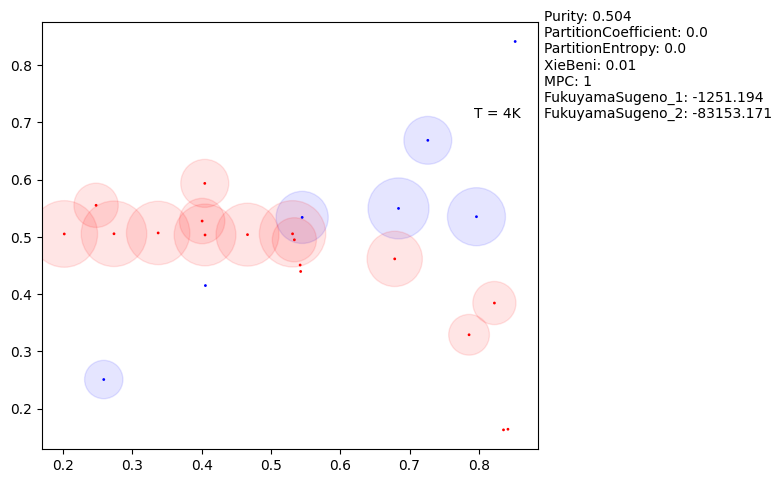 Purity: 0.504
PartitionCoefficient: 0.0
PartitionEntropy: 0.0
XieBeni: 0.01
MPC: 1
FukuyamaSugeno_1: -1251.194
FukuyamaSugeno_2: -83153.171
T = 4K
0.8
0.7
0.6
0.5
0.4
0.3
0.2
0.2 0.3 0.4 0.5 0.6 0.7 0.8